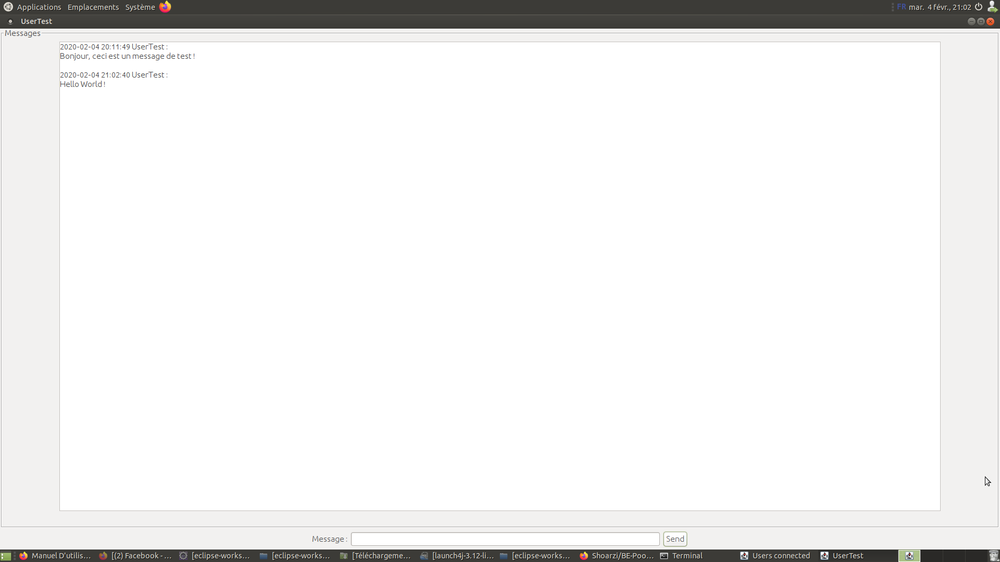 Applications Emplacements Système FR mar. 4 févr., 21:02
UserTest
Messages
2020-02-04 20:11:49 UserTest :
Bonjour, ceci est un message de test !
2020-02-04 21:02:40 UserTest :
Hello World !
Message : Send
Manuel D'utilis... [(2) Facebook - ... [eclipse-works... [eclipse-works... [Téléchargeme... [launch4j-3.12-li... [eclipse-works... Shoarzi/BE-Poo... Terminal Users connected UserTest